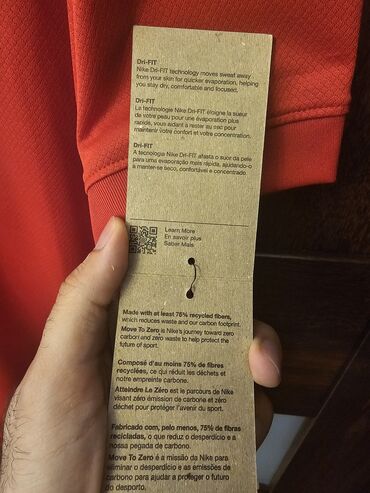 Dri-FIT
Nike Dri-FIT technology moves sweat away
from your skin for quicker evaporation, helping
you stay dry, comfortable and focused.
Dri-FIT
La technologie Nike Dri-FIT éloigne la sueur
de votre peau pour une évaporation plus
rapide, vous aidant à rester au sec pour
maintenir votre confort et votre concentration.
Dri-FIT
A tecnologia Nike Dri-FIT afasta o suor da pele
para uma evaporação mais rápida, ajudando-o
a manter-se seco, confortável e concentrado.
Learn More
En savoir plus
Saber Mais
Made with at least 75% recycled fibers,
which reduces waste and our carbon footprint.
Move To Zero is Nike's journey toward zero
carbon and zero waste to help protect the
future of sport.
Composé d'au moins 75% de fibres
recyclées, ce qui réduit les déchets et
notre empreinte carbone.
Atteindre Le Zéro est le parcours de Nike
visant zéro émission de carbone et zéro
déchet pour protéger l'avenir du sport.
Fabricado com, pelo menos, 75% de fibras
recicladas, o que reduz o desperdício e a
nossa pegada de carbono.
Move To Zero é a missão da Nike para
eliminar o desperdício e as emissões de
carbono para ajudar a proteger o futuro
do desporto.